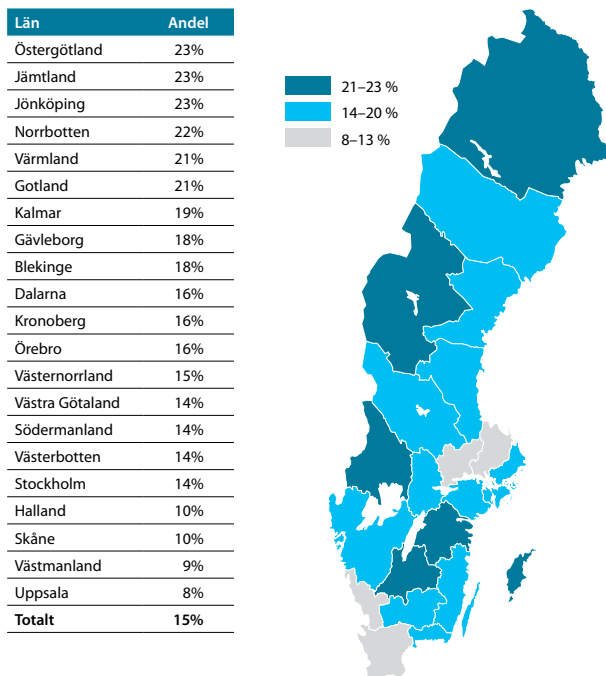 Län Andel
Östergötland 23%
Jämtland 23%
Jönköping 23%
Norrbotten 22%
Värmland 21%
Gotland 21%
Kalmar 19%
Gävleborg 18%
Blekinge 18%
Dalarna 16%
Kronoberg 16%
Örebro 16%
Västernorrland 15%
Västra Götaland 14%
Södermanland 14%
Västerbotten 14%
Stockholm 14%
Halland 10%
Skåne 10%
Västmanland 9%
Uppsala 8%
Totalt 15%
21–23 %
14–20 %
8–13 %